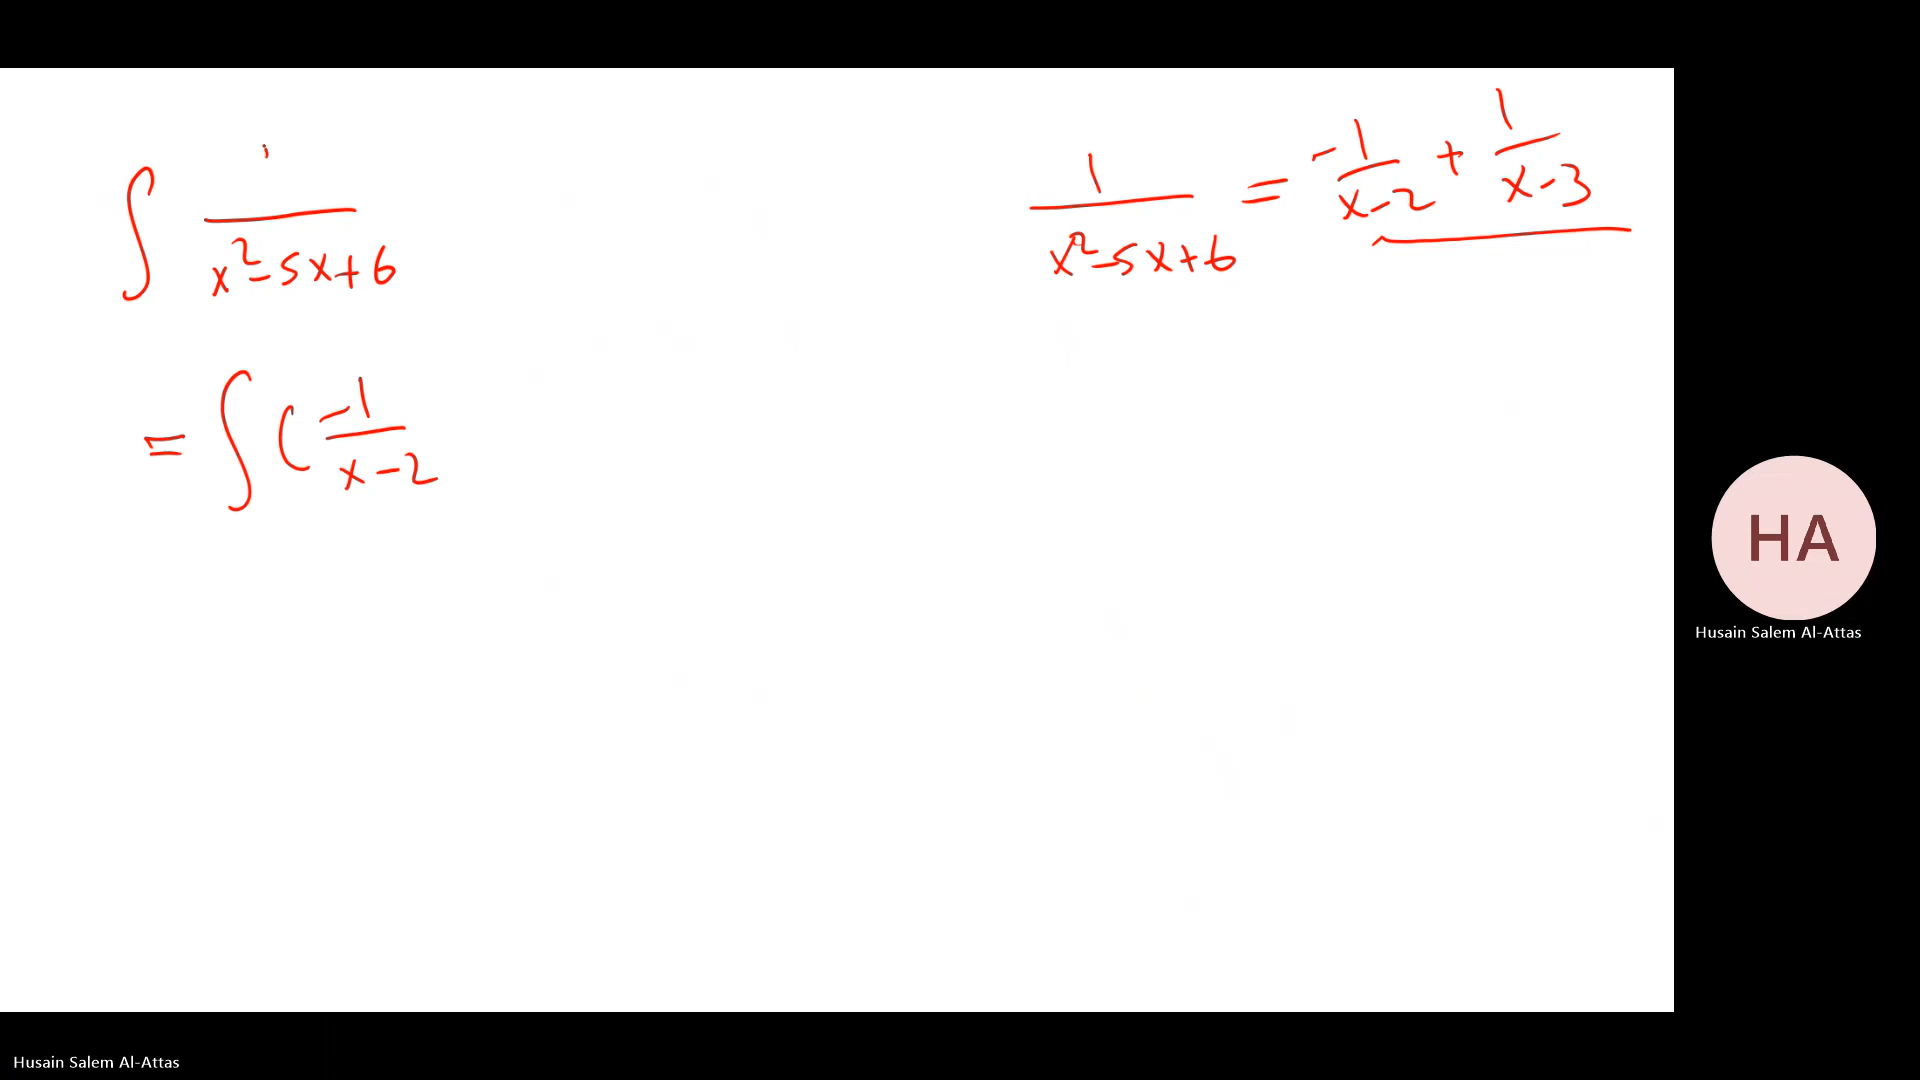 ∫ 1/(x²-5x+6)
1/(x²-5x+6) = -1/(x-2) + 1/(x-3)
= ∫ ( -1/(x-2)
HA
Husain Salem Al-Attas
Husain Salem Al-Attas